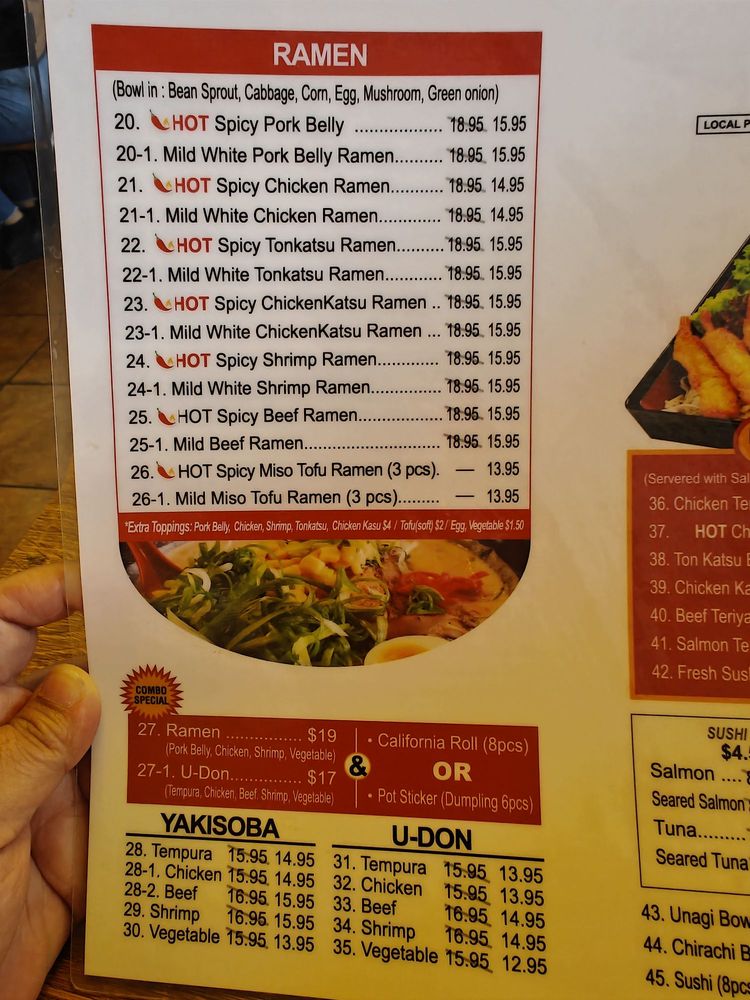 RAMEN
(Bowl in : Bean Sprout, Cabbage, Corn, Egg, Mushroom, Green onion)
20. HOT Spicy Pork Belly .................. 18.95 15.95
20-1. Mild White Pork Belly Ramen.......... 18.95 15.95
21. HOT Spicy Chicken Ramen........... 18.95 14.95
21-1. Mild White Chicken Ramen............. 18.95 14.95
22. HOT Spicy Tonkatsu Ramen.......... 18.95 15.95
22-1. Mild White Tonkatsu Ramen............ 18.95 15.95
23. HOT Spicy ChickenKatsu Ramen .. 18.95 15.95
23-1. Mild White ChickenKatsu Ramen ... 18.95 15.95
24. HOT Spicy Shrimp Ramen............. 18.95 15.95
24-1. Mild White Shrimp Ramen............... 18.95 15.95
25. HOT Spicy Beef Ramen................. 18.95 15.95
25-1. Mild Beef Ramen........................... 18.95 15.95
26. HOT Spicy Miso Tofu Ramen (3 pcs). — 13.95
26-1. Mild Miso Tofu Ramen (3 pcs)......... — 13.95
*Extra Toppings: Pork Belly, Chicken, Shrimp, Tonkatsu, Chicken Kasu $4 / Tofu(soft) $2 / Egg, Vegetable $1.50
COMBO
SPECIAL
27. Ramen ................ $19
(Pork Belly, Chicken, Shrimp, Vegetable)
27-1. U-Don............... $17
(Tempura, Chicken, Beef, Shrimp, Vegetable)
&
• California Roll (8pcs)
OR
• Pot Sticker (Dumpling 6pcs)
YAKISOBA
28. Tempura 15.95 14.95
28-1. Chicken 15.95 14.95
28-2. Beef 16.95 15.95
29. Shrimp 16.95 15.95
30. Vegetable 15.95 13.95
U-DON
31. Tempura 15.95 13.95
32. Chicken 15.95 13.95
33. Beef 16.95 14.95
34. Shrimp 16.95 14.95
35. Vegetable 15.95 12.95
LOCAL
(Servered with
36. Chicken
37. HOT
38. Ton Katsu
39. Chicken
40. Beef
41. Salmon
42. Fresh
SUSHI
Salmon ....
Seared Salmon
Tuna.........
Seared Tuna
43. Unagi
44. Chirachi
45. Sushi